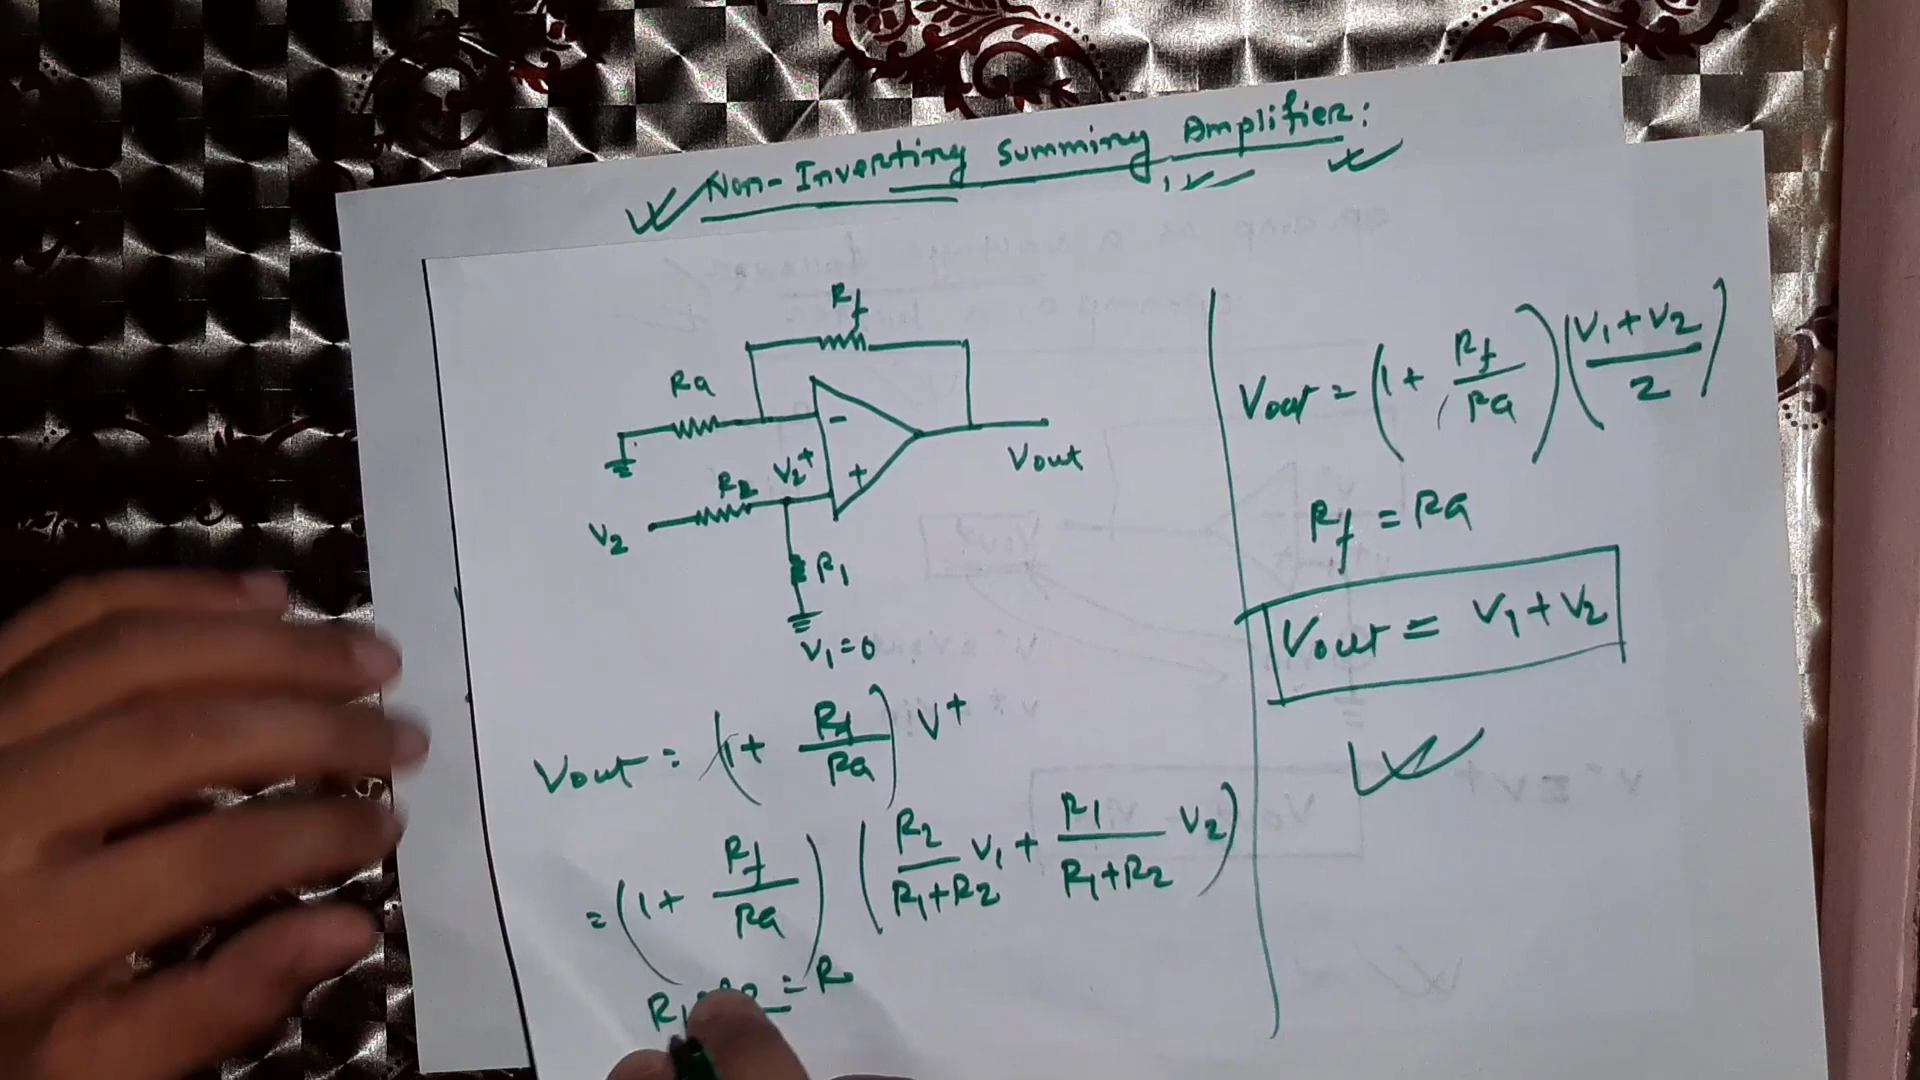 Non-Inverting Summing Amplifier:
Rf
Ra
-
V2+
+
R2
V2
Vout
R1
V1=0
Vout = (1 + Rf/Ra) V+
= (1 + Rf/Ra) (R2/R1+R2 V1 + R1/R1+R2 V2)
R1 = R2 = R
Vout = (1 + Rf/Ra) (V1+V2/2)
Rf = Ra
Vout = V1+V2